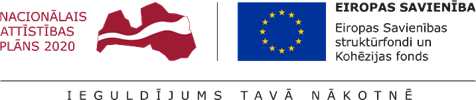 NACIONĀLAIS
ATTĪSTĪBAS
PLĀNS 2020
EIROPAS SAVIENĪBA
Eiropas Savienības
struktūrfondi un
Kohēzijas fonds
IEGULDĪJUMS TAVĀ NĀKOTNĒ